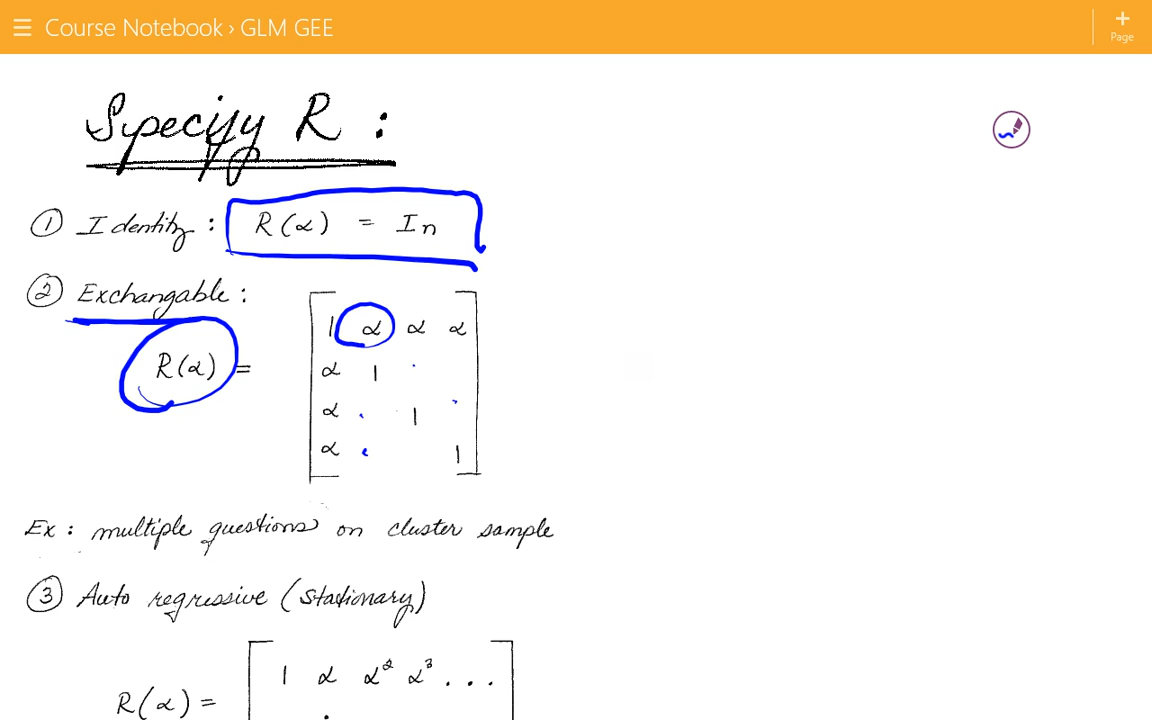 Course Notebook › GLM GEE
Page
Specify R :
① Identity : R(α) = In
② Exchangable :
R(α) =
1 α α α
α 1
α 1
α 1
Ex : multiple questions on cluster sample
③ Auto regressive (Stationary)
1 α α² α³ . . .
R(α) =